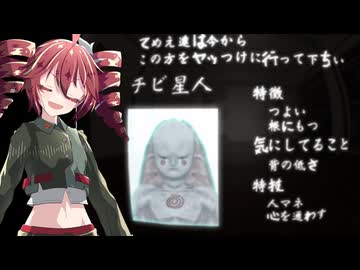 てめえ達は今から
この方をヤッつけに行って下ちい
チビ星人
特徴
つよい
根にもつ
気にしてること
背の低さ
特技
人マネ
心を通わす